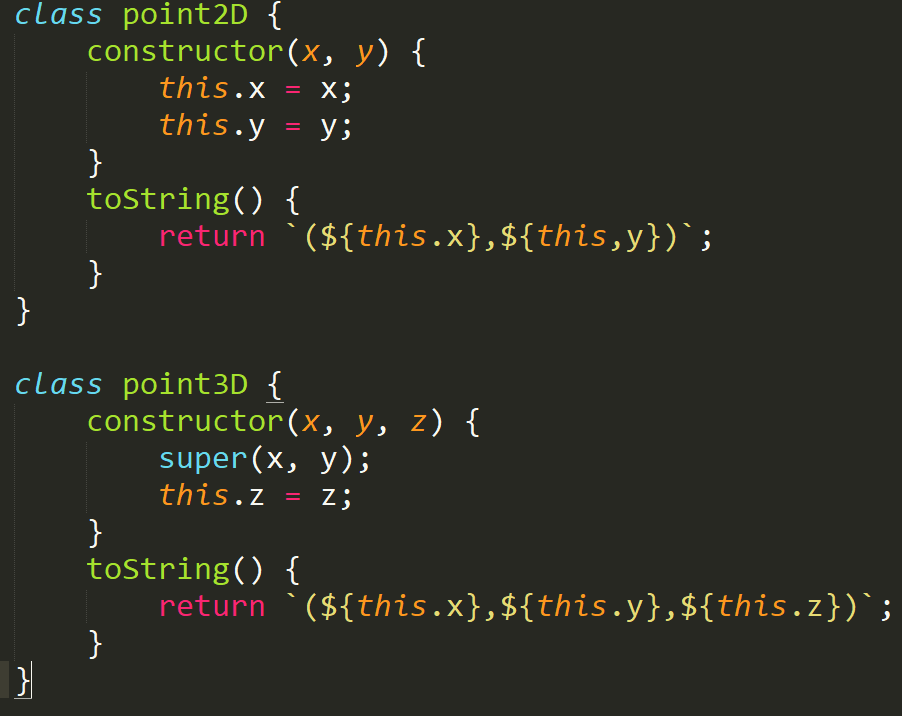 class point2D {
    constructor(x, y) {
        this.x = x;
        this.y = y;
    }
    toString() {
        return `(${this.x},${this,y})`;
    }
}

class point3D {
    constructor(x, y, z) {
        super(x, y);
        this.z = z;
    }
    toString() {
        return `(${this.x},${this.y},${this.z})`;
    }
}